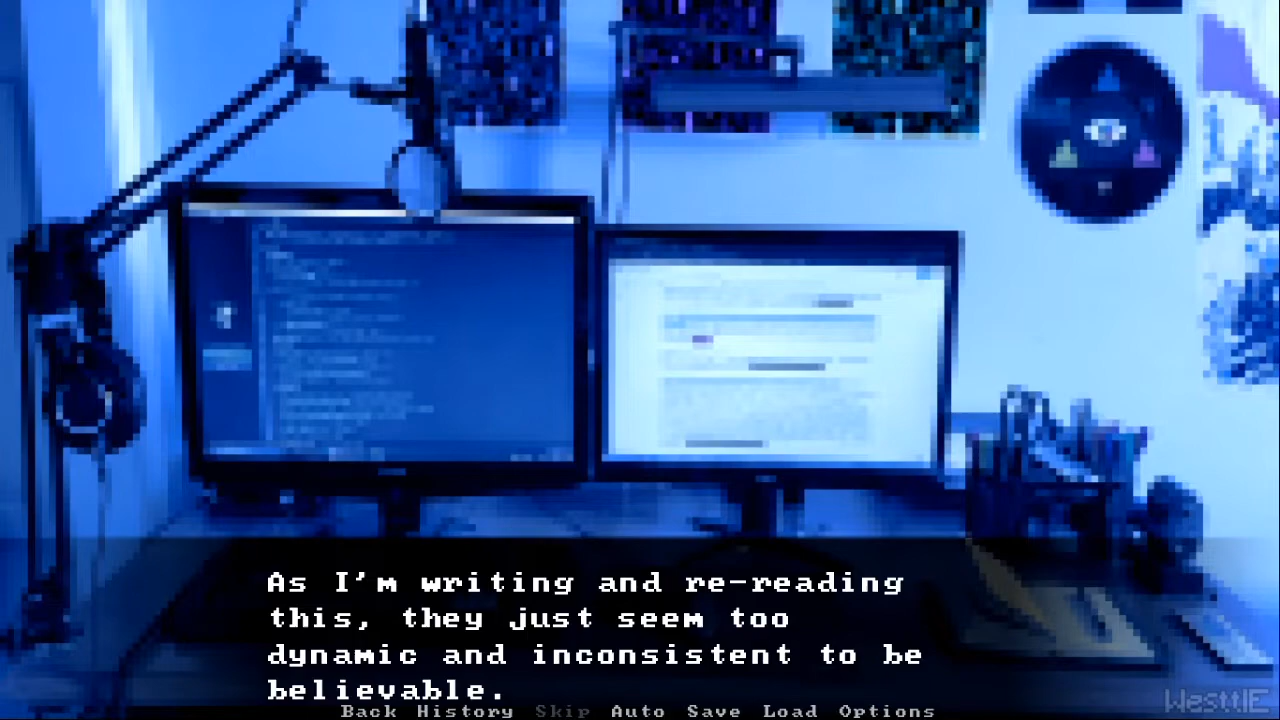 As I'm writing and re-reading
this, they just seem too
dynamic and inconsistent to be
believable.
Back History Skip Auto Save Load Options
WesttIE